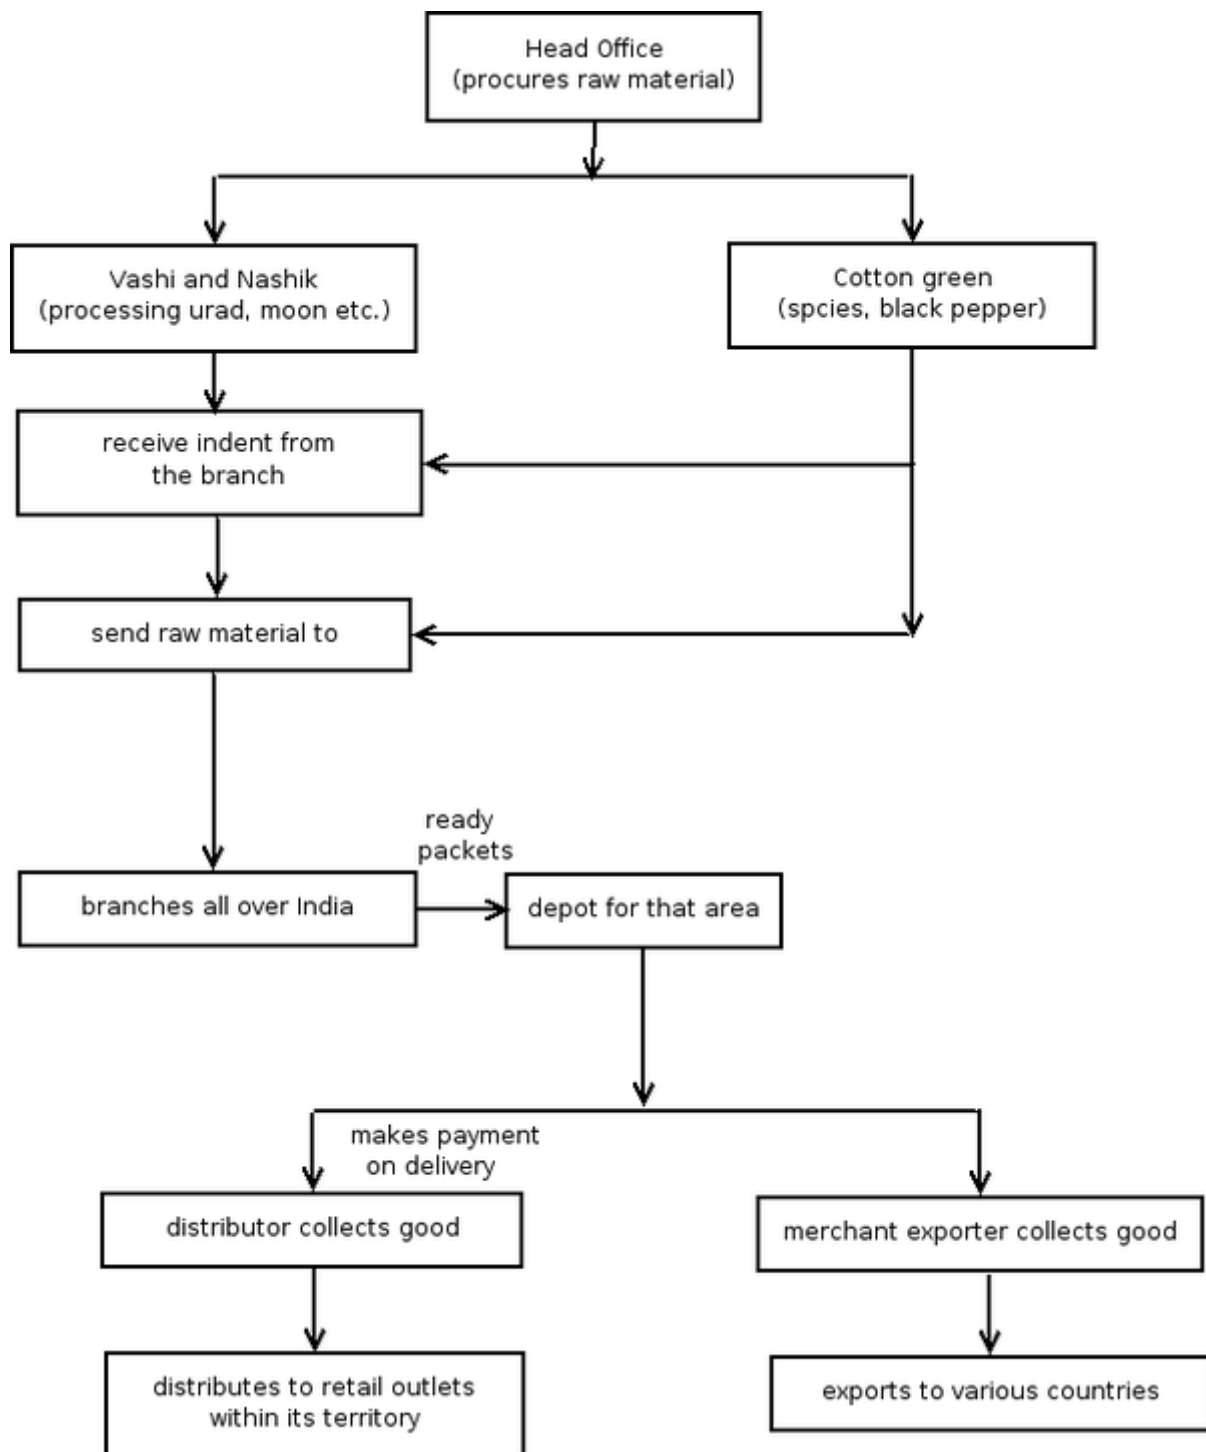 Head Office
(procures raw material)
Vashi and Nashik
(processing urad, moon etc.)
Cotton green
(spcies, black pepper)
receive indent from
the branch
send raw material to
ready
packets
branches all over India
depot for that area
makes payment
on delivery
distributor collects good
merchant exporter collects good
distributes to retail outlets
within its territory
exports to various countries